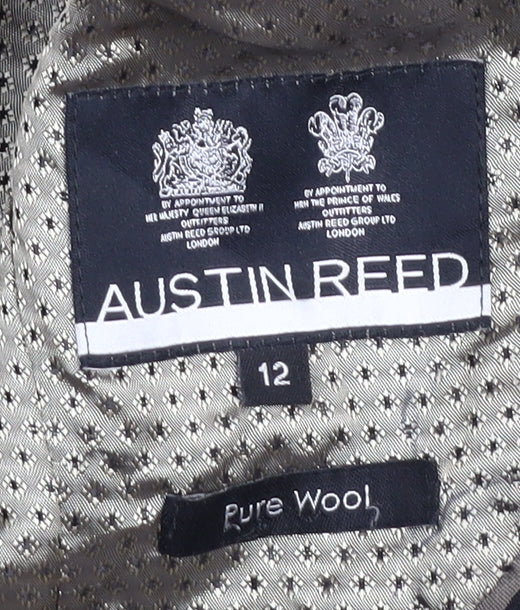 BY APPOINTMENT TO
HER MAJESTY QUEEN ELIZABETH II
OUTFITTERS
AUSTIN REED GROUP LTD
LONDON
BY APPOINTMENT TO
HRH THE PRINCE OF WALES
OUTFITTERS
AUSTIN REED GROUP LTD
LONDON
AUSTIN REED
12
Pure Wool